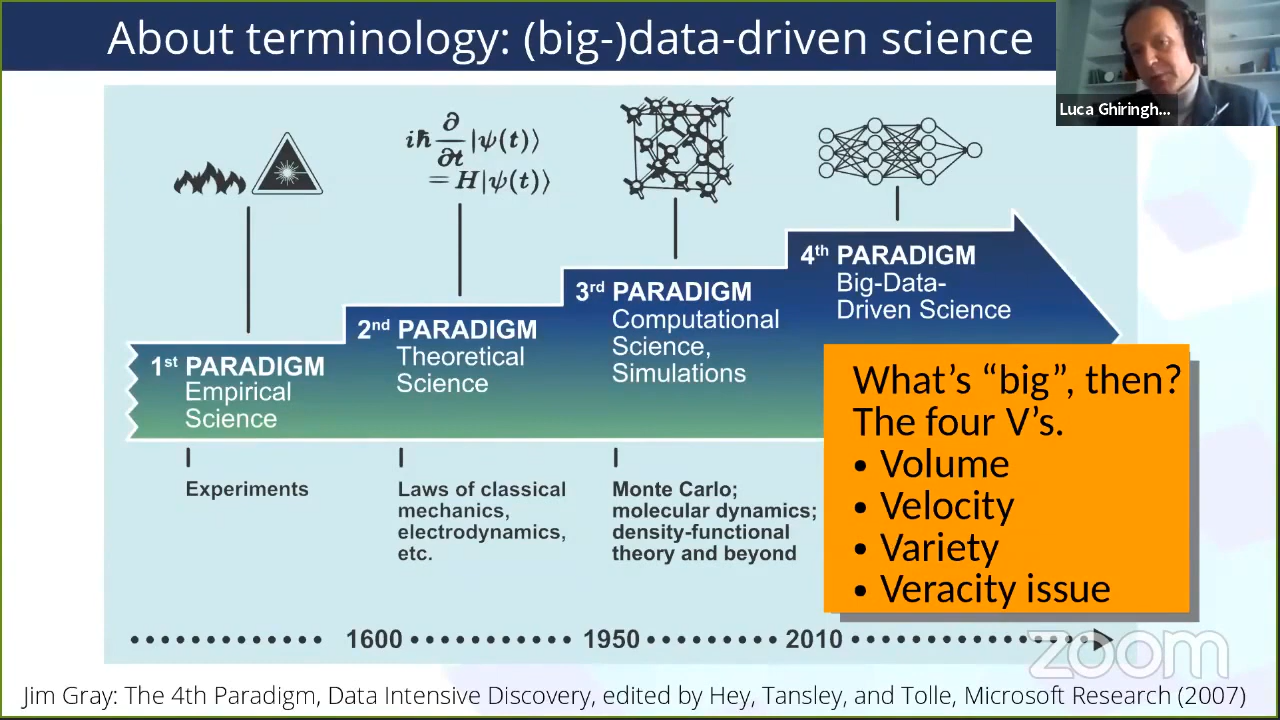 About terminology: (big-)data-driven science
Luca Ghiringh...
iħ ∂/∂t |ψ(t)⟩
= H|ψ(t)⟩
1st PARADIGM
Empirical
Science
2nd PARADIGM
Theoretical
Science
3rd PARADIGM
Computational
Science,
Simulations
4th PARADIGM
Big-Data-
Driven Science
What’s “big”, then?
The four V’s.
• Volume
• Velocity
• Variety
• Veracity issue
Experiments
Laws of classical
mechanics,
electrodynamics,
etc.
Monte Carlo;
molecular dynamics;
density-functional
theory and beyond
1600
1950
2010
zoom
Jim Gray: The 4th Paradigm, Data Intensive Discovery, edited by Hey, Tansley, and Tolle, Microsoft Research (2007)